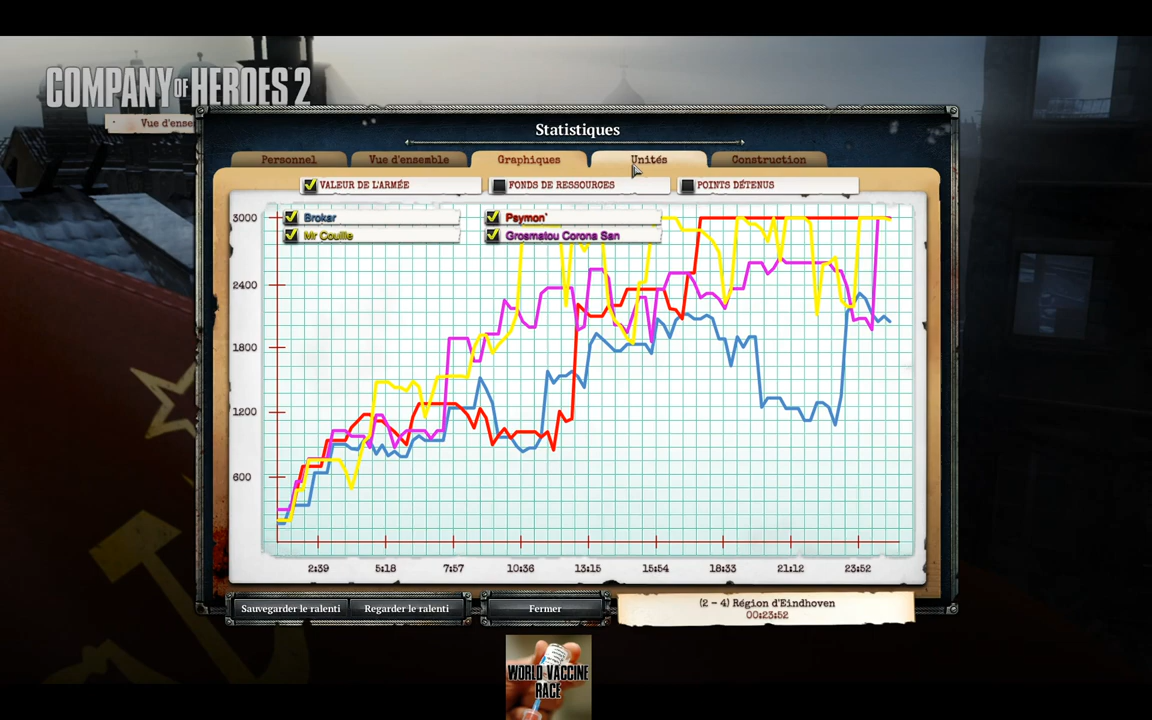 COMPANY OF HEROES 2
Vue d'ense
Statistiques
Personnel
Vue d'ensemble
Graphiques
Unités
Construction
VALEUR DE L'ARMÉE
FONDS DE RESSOURCES
POINTS DÉTENUS
Brokar
Psymon`
Mr Couille
Grosmatou Corona San
3000
2400
1800
1200
600
2:39
5:18
7:57
10:36
13:15
15:54
18:33
21:12
23:52
Sauvegarder le ralenti
Regarder le ralenti
Fermer
(2 - 4) Région d'Eindhoven
00:23:52
WORLD VACCINE
RACE